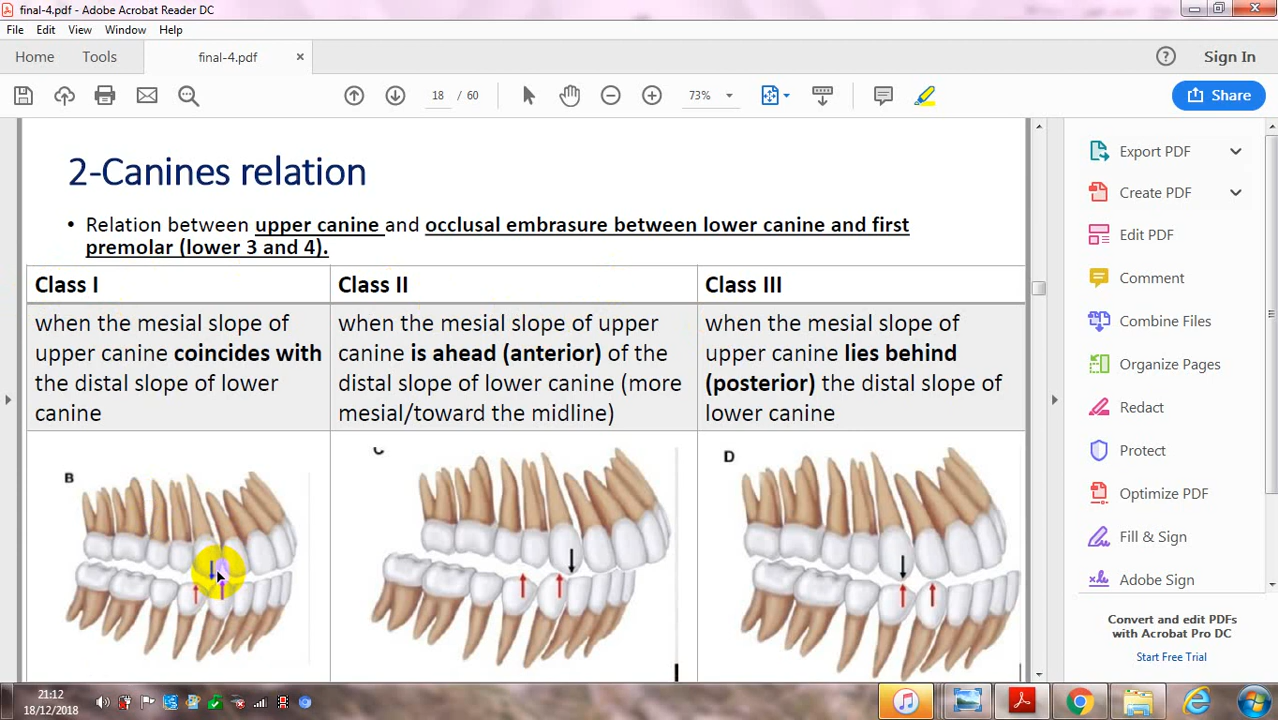 final-4.pdf - Adobe Acrobat Reader DC
File Edit View Window Help
Home Tools final-4.pdf × ? Sign In
18 / 60 73% Share
2-Canines relation
• Relation between upper canine and occlusal embrasure between lower canine and first
premolar (lower 3 and 4).
Class I
when the mesial slope of
upper canine coincides with
the distal slope of lower
canine
B
Class II
when the mesial slope of upper
canine is ahead (anterior) of the
distal slope of lower canine (more
mesial/toward the midline)
C
Class III
when the mesial slope of
upper canine lies behind
(posterior) the distal slope of
lower canine
D
Export PDF
Create PDF
Edit PDF
Comment
Combine Files
Organize Pages
Redact
Protect
Optimize PDF
Fill & Sign
Adobe Sign
Convert and edit PDFs
with Acrobat Pro DC
Start Free Trial
21:12
18/12/2018